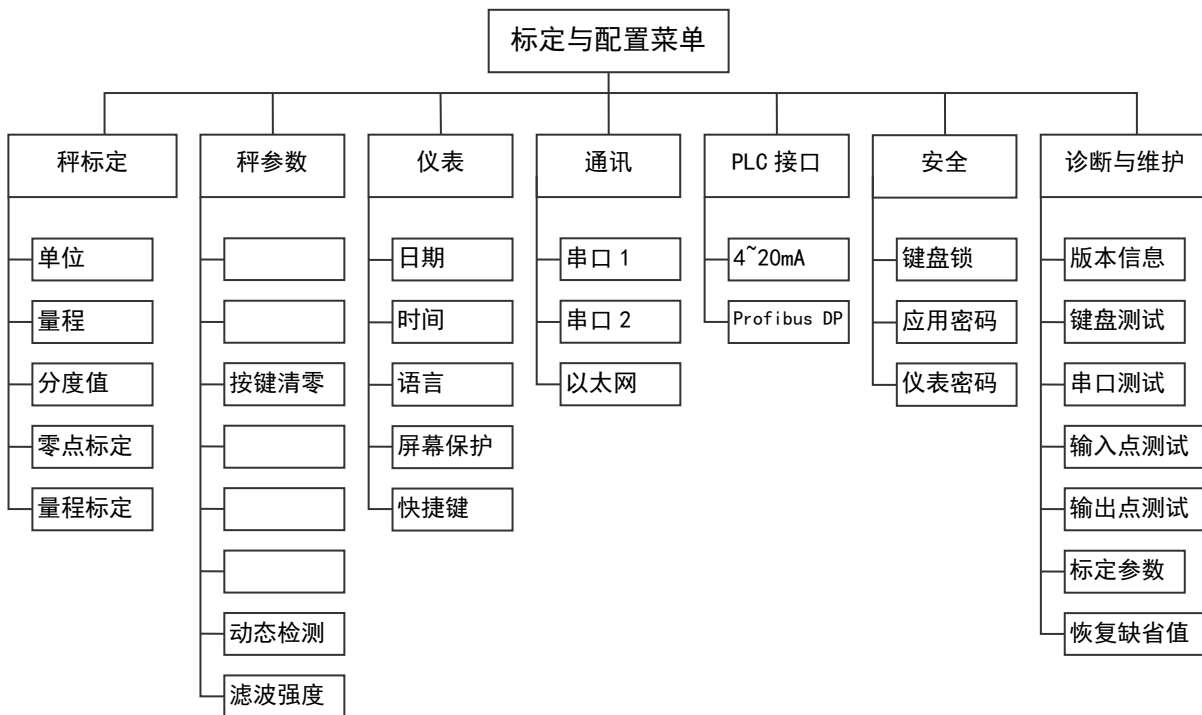 标定与配置菜单
秤标定
秤参数
仪表
通讯
PLC 接口
安全
诊断与维护
单位
量程
分度值
零点标定
量程标定
按键清零
动态检测
滤波强度
日期
时间
语言
屏幕保护
快捷键
串口 1
串口 2
以太网
4~20mA
Profibus DP
键盘锁
应用密码
仪表密码
版本信息
键盘测试
串口测试
输入点测试
输出点测试
标定参数
恢复缺省值